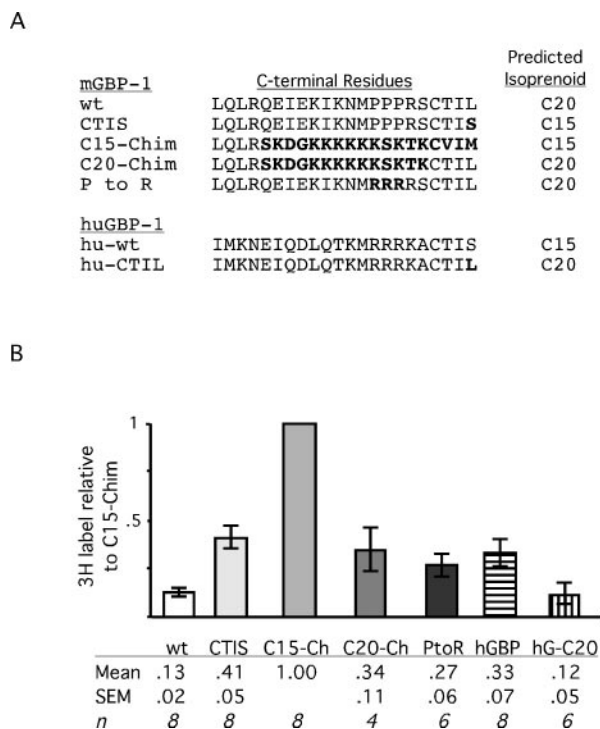 A
Predicted
mGBP-1 C-terminal Residues Isoprenoid
wt LQLRQEIEKIKNMPPPRSCTIL C20
CTIS LQLRQEIEKIKNMPPPRSCTIS C15
C15-Chim LQLRSKDGKKKKKKSKTKCVIM C15
C20-Chim LQLRSKDGKKKKKKSKTKCTIL C20
P to R LQLRQEIEKIKNMRRRRSCTIL C20
huGBP-1
hu-wt IMKNEIQDLQTKMRRRKACTIS C15
hu-CTIL IMKNEIQDLQTKMRRRKACTIL C20
B
3H label relative
to C15-Chim
1
.5
wt CTIS C15-Ch C20-Ch PtoR hGBP hG-C20
Mean .13 .41 1.00 .34 .27 .33 .12
SEM .02 .05 .11 .06 .07 .05
n 8 8 8 4 6 8 6